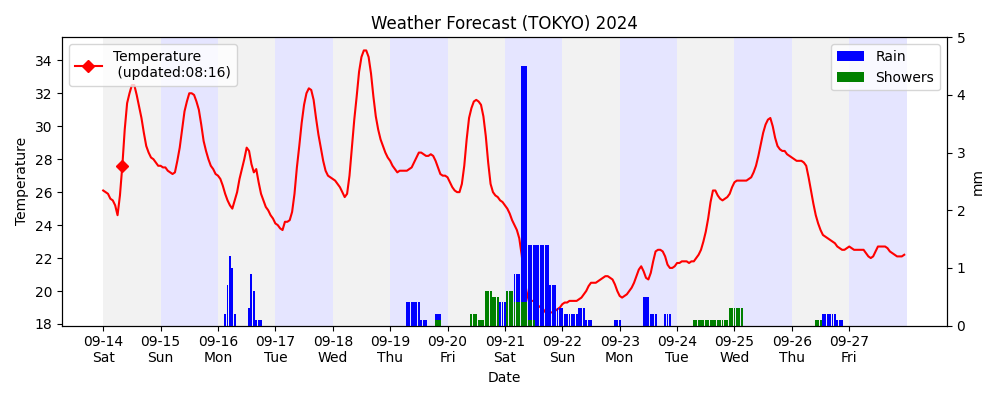 Weather Forecast (TOKYO) 2024
Temperature
(updated:08:16)
Rain
Showers
Temperature
34
32
30
28
26
24
22
20
18
5
4
3
2
1
0
mm
09-14 09-15 09-16 09-17 09-18 09-19 09-20 09-21 09-22 09-23 09-24 09-25 09-26 09-27
Sat Sun Mon Tue Wed Thu Fri Sat Sun Mon Tue Wed Thu Fri
Date